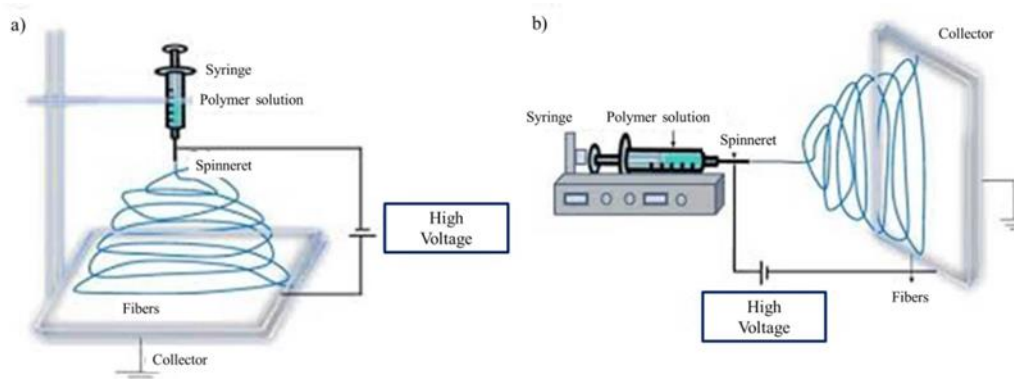 a)
Syringe
Polymer solution
Spinneret
High
Voltage
Fibers
Collector
b)
Collector
Syringe
Polymer solution
Spinneret
Fibers
High
Voltage